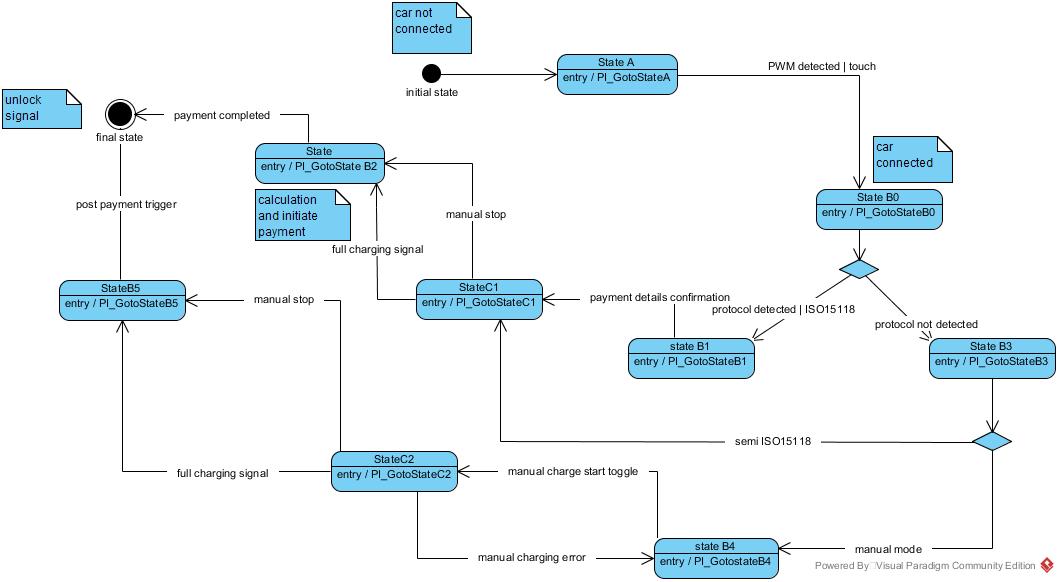 car not
connected
State A
entry / PI_GotoStateA
PWM detected | touch
initial state
unlock
signal
final state
payment completed
State
entry / PI_GotoState B2
car
connected
calculation
and initiate
payment
State B0
entry / PI_GotoStateB0
post payment trigger
manual stop
full charging signal
StateB5
entry / PI_GotoStateB5
manual stop
StateC1
entry / PI_GotoStateC1
payment details confirmation
protocol detected | ISO15118
protocol not detected
state B1
entry / PI_GotoStateB1
State B3
entry / PI_GotoStateB3
semi ISO15118
StateC2
entry / PI_GotoStateC2
full charging signal
manual charge start toggle
state B4
entry / PI_GotostateB4
manual charging error
manual mode
Powered By Visual Paradigm Community Edition